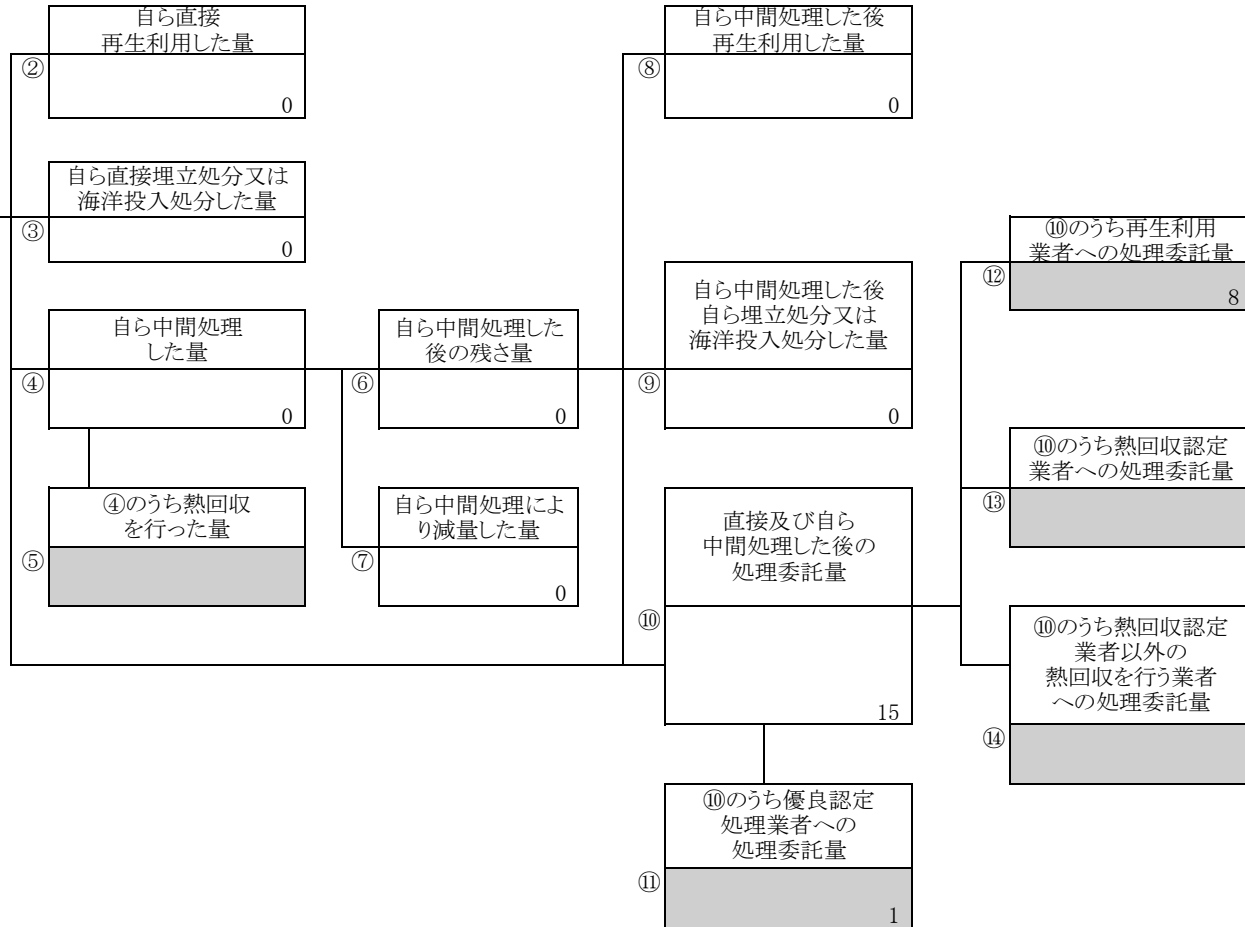 自ら直接
再生利用した量
②
0
自ら中間処理した後
再生利用した量
⑧
0
自ら直接埋立処分又は
海洋投入処分した量
③
0
⑩のうち再生利用
業者への処理委託量
⑫
8
自ら中間処理
した量
④
0
自ら中間処理した
後の残さ量
⑥
0
自ら中間処理した後
自ら埋立処分又は
海洋投入処分した量
⑨
0
⑩のうち熱回収認定
業者への処理委託量
⑬
④のうち熱回収
を行った量
⑤
自ら中間処理によ
り減量した量
⑦
0
直接及び自ら
中間処理した後の
処理委託量
⑩
15
⑩のうち熱回収認定
業者以外の
熱回収を行う業者
への処理委託量
⑭
⑩のうち優良認定
処理業者への
処理委託量
⑪
1